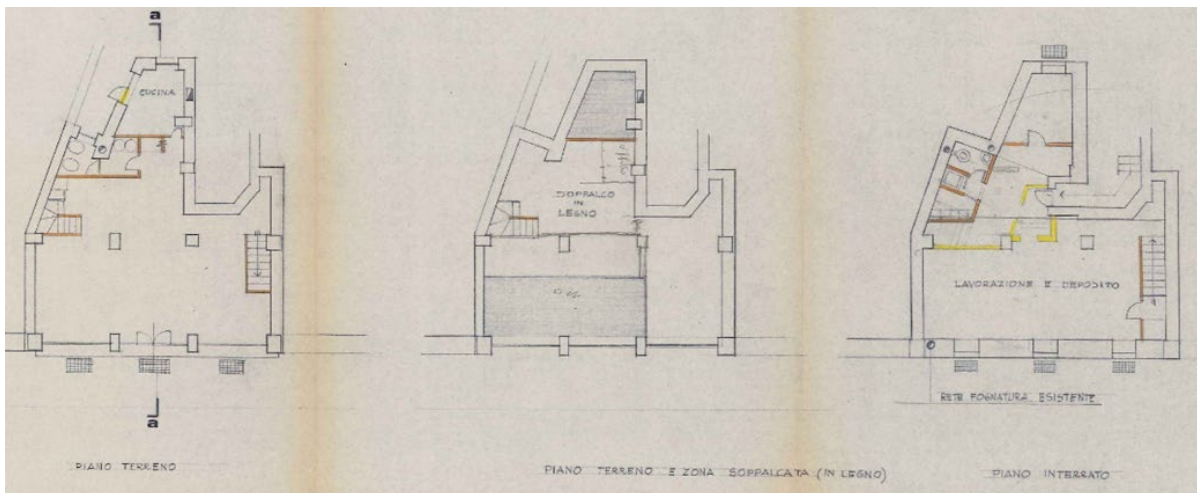 a
CUCINA
a
PIANO TERRENO
SOPPALCO
IN
LEGNO
PIANO TERRENO E ZONA SOPPALCATA (IN LEGNO)
LAVORAZIONE E DEPOSITO
RETE FOGNATURA ESISTENTE
PIANO INTERRATO